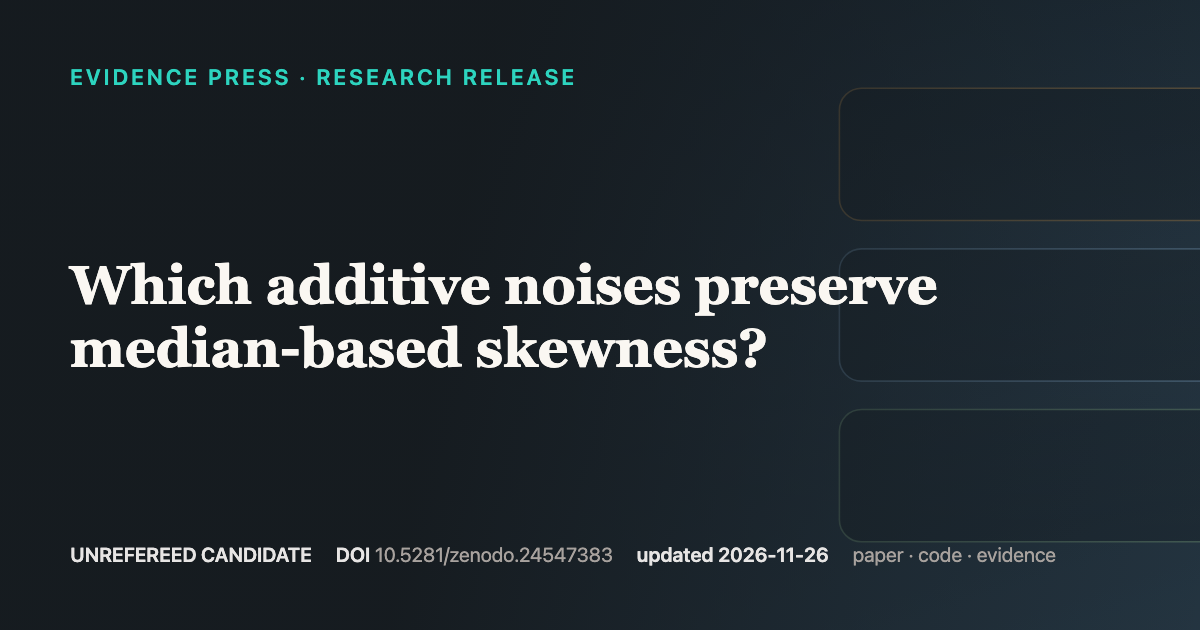 EVIDENCE PRESS · RESEARCH RELEASE
Which additive noises preserve
median-based skewness?
UNREFEREED CANDIDATE DOI 10.5281/zenodo.24547383 updated 2026-11-26 paper · code · evidence